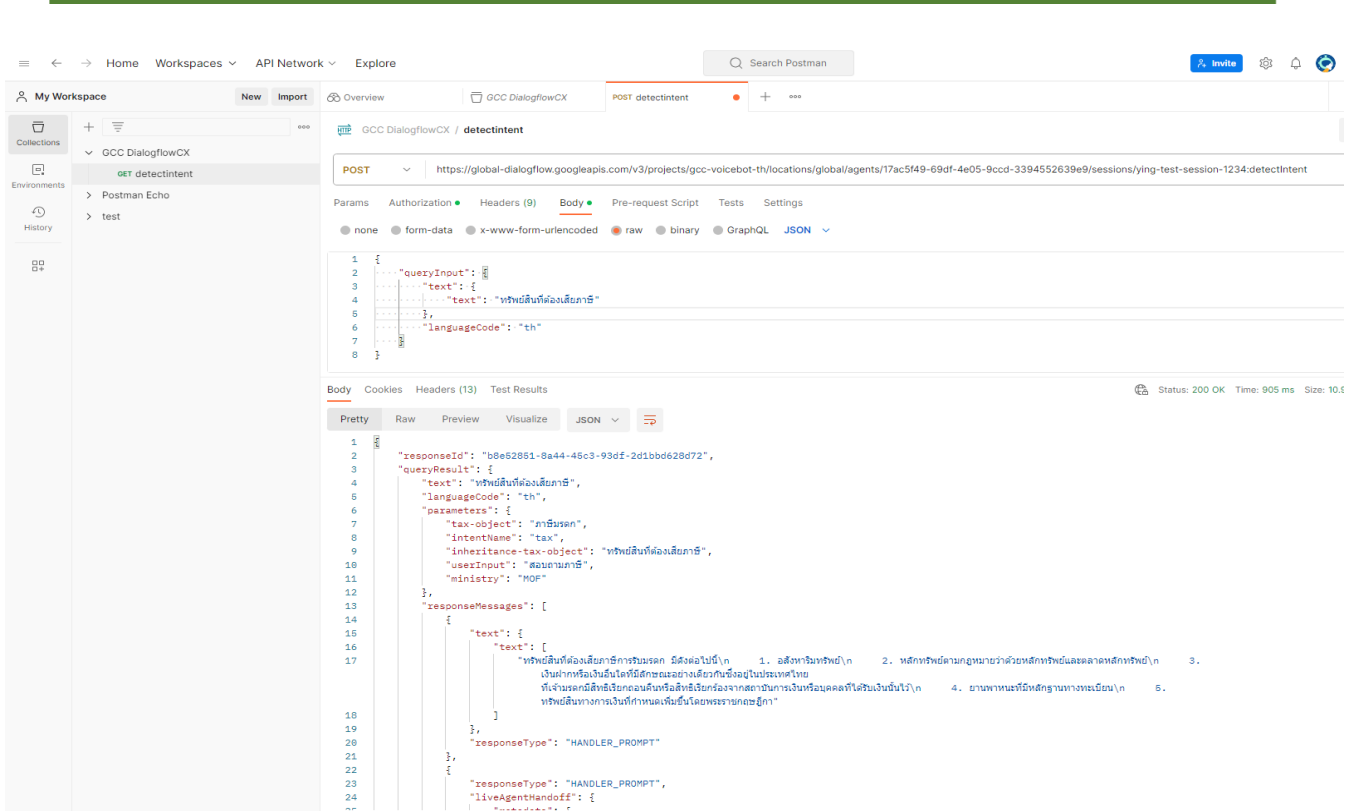 Home Workspaces API Network Explore Search Postman Invite
My Workspace New Import Overview GCC DialogflowCX POST detectintent
Collections
Environments
History
GCC DialogflowCX
GET detectintent
Postman Echo
test
HTTP GCC DialogflowCX / detectintent
POST https://global-dialogflow.googleapis.com/v3/projects/gcc-voicebot-th/locations/global/agents/17ac5f49-69df-4e05-9ccd-3394552639e9/sessions/ying-test-session-1234:detectIntent
Params Authorization Headers (9) Body Pre-request Script Tests Settings
none form-data x-www-form-urlencoded raw binary GraphQL JSON
1 {
2 "queryInput": {
3 "text": {
4 "text": "ทรัพย์สินที่ต้องเสียภาษี"
5 },
6 "languageCode": "th"
7 }
8 }
Body Cookies Headers (13) Test Results Status: 200 OK Time: 905 ms Size: 10.9
Pretty Raw Preview Visualize JSON
1 {
2 "responseId": "b8e52851-8a44-45c3-93df-2d1bbd628d72",
3 "queryResult": {
4 "text": "ทรัพย์สินที่ต้องเสียภาษี",
5 "languageCode": "th",
6 "parameters": {
7 "tax-object": "ภาษีมรดก",
8 "intentName": "tax",
9 "inheritance-tax-object": "ทรัพย์สินที่ต้องเสียภาษี",
10 "userInput": "สอบถามภาษี",
11 "ministry": "MOF"
12 },
13 "responseMessages": [
14 {
15 "text": {
16 "text": [
17 "ทรัพย์สินที่ต้องเสียภาษีการรับมรดก มีดังต่อไปนี้\n 1. อสังหาริมทรัพย์\n 2. หลักทรัพย์ตามกฎหมายว่าด้วยหลักทรัพย์และตลาดหลักทรัพย์\n 3.
เงินฝากหรือเงินอื่นใดที่มีลักษณะอย่างเดียวกันซึ่งอยู่ในประเทศไทย
ที่เจ้ามรดกมีสิทธิเรียกถอนคืนหรือสิทธิเรียกร้องจากสถาบันการเงินหรือบุคคลที่ได้รับเงินนั้นไว้\n 4. ยานพาหนะที่มีหลักฐานทางทะเบียน\n 5.
ทรัพย์สินทางการเงินที่กำหนดเพิ่มขึ้นโดยพระราชกฤษฎีกา"
18 ]
19 },
20 "responseType": "HANDLER_PROMPT"
21 },
22 {
23 "responseType": "HANDLER_PROMPT",
24 "liveAgentHandoff": {
25 "metadata": {